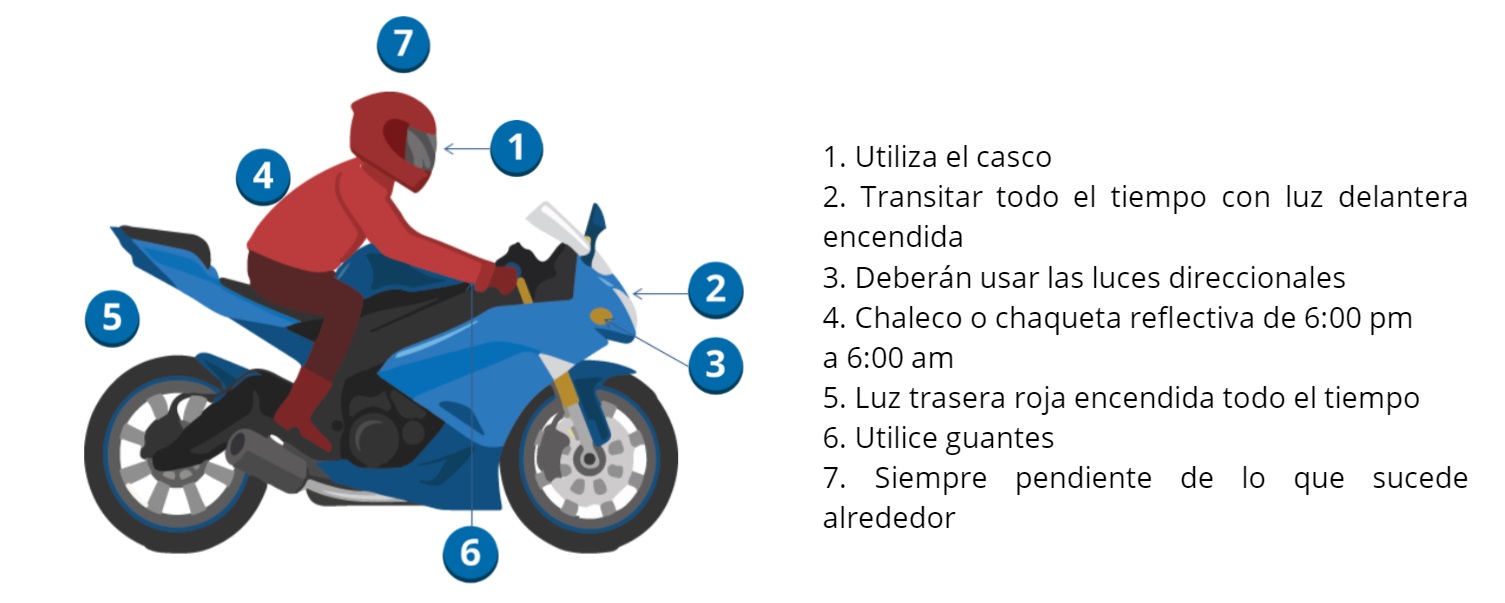 7
1
4
2
5
3
6
1. Utiliza el casco
2. Transitar todo el tiempo con luz delantera
encendida
3. Deberán usar las luces direccionales
4. Chaleco o chaqueta reflectiva de 6:00 pm
a 6:00 am
5. Luz trasera roja encendida todo el tiempo
6. Utilice guantes
7. Siempre pendiente de lo que sucede
alrededor